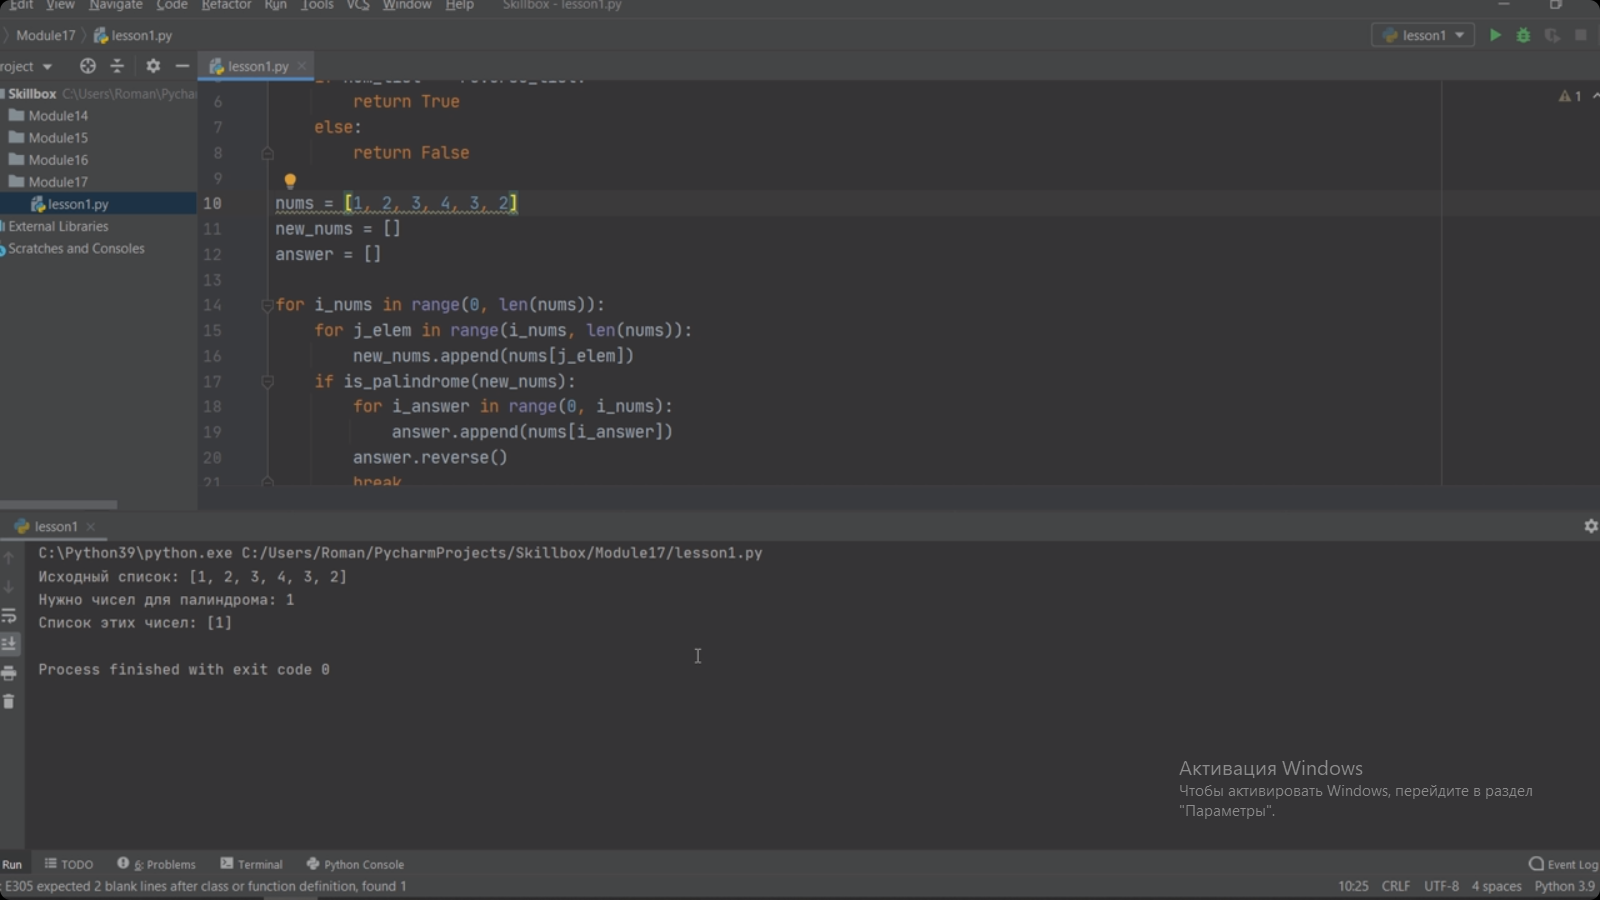 Edit View Navigate Code Refactor Run Tools VCS Window Help Skillbox - lesson1.py
Module17 lesson1.py lesson1
roject lesson1.py
Skillbox C:\Users\Roman\Pycha
Module14
Module15
Module16
Module17
lesson1.py
External Libraries
Scratches and Consoles
1
6 return True
7 else:
8 return False
9
10 nums = [1, 2, 3, 4, 3, 2]
11 new_nums = []
12 answer = []
13
14 for i_nums in range(0, len(nums)):
15 for j_elem in range(i_nums, len(nums)):
16 new_nums.append(nums[j_elem])
17 if is_palindrome(new_nums):
18 for i_answer in range(0, i_nums):
19 answer.append(nums[i_answer])
20 answer.reverse()
21 break
lesson1
C:\Python39\python.exe C:/Users/Roman/PycharmProjects/Skillbox/Module17/lesson1.py
Исходный список: [1, 2, 3, 4, 3, 2]
Нужно чисел для палиндрома: 1
Список этих чисел: [1]
Process finished with exit code 0
Активация Windows
Чтобы активировать Windows, перейдите в раздел
"Параметры".
Run TODO 6: Problems Terminal Python Console Event Log
E305 expected 2 blank lines after class or function definition, found 1 10:25 CRLF UTF-8 4 spaces Python 3.9